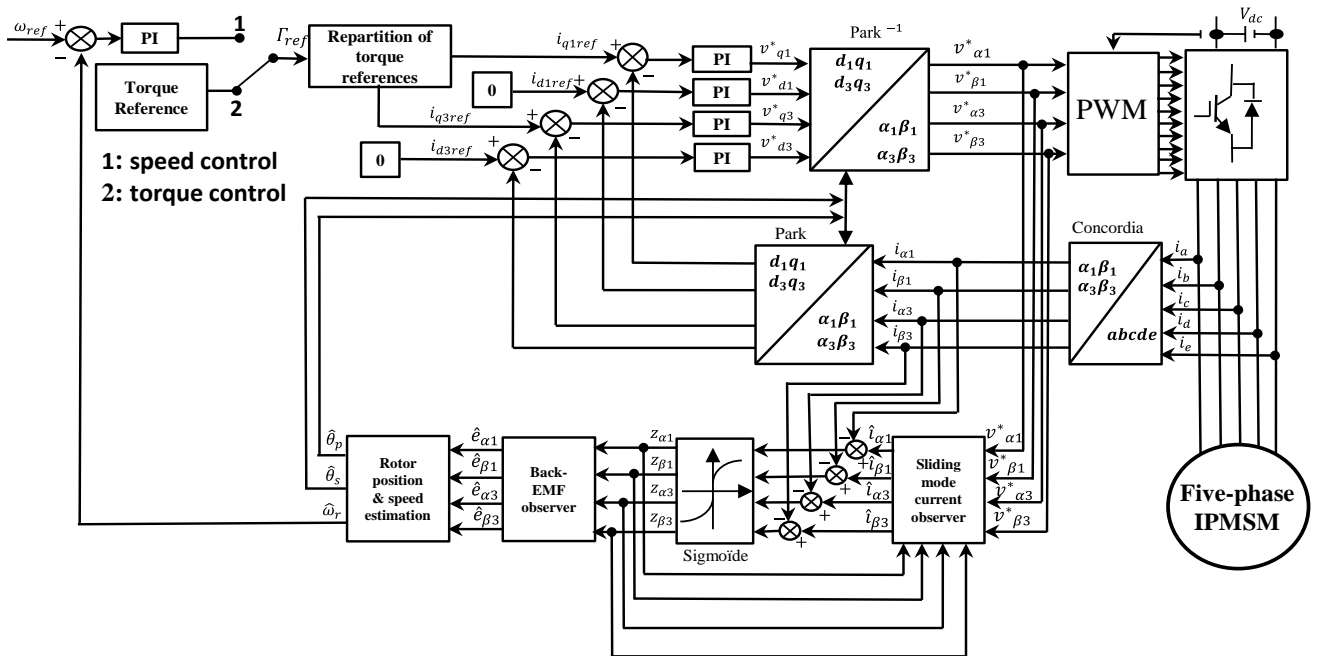 ω_ref
+
−
PI
1
Torque
Reference
2
Γ_ref
Repartition of
torque
references
i_q1ref
+
−
PI
v*_q1
0
i_d1ref
+
−
PI
v*_d1
i_q3ref
+
−
PI
v*_q3
0
i_d3ref
+
−
PI
v*_d3
Park ⁻¹
d₁q₁
d₃q₃
α₁β₁
α₃β₃
v*_α1
v*_β1
v*_α3
v*_β3
PWM
V_dc
1: speed control
2: torque control
Park
d₁q₁
d₃q₃
α₁β₁
α₃β₃
i_α1
i_β1
i_α3
i_β3
Concordia
α₁β₁
α₃β₃
abcde
i_a
i_b
i_c
i_d
i_e
θ̂_p
θ̂_s
ω̂_r
Rotor
position
& speed
estimation
ê_α1
ê_β1
ê_α3
ê_β3
Back-
EMF
observer
z_α1
z_β1
z_α3
z_β3
Sigmoïde
−
+
−
+
−
+
−
+
î_α1
î_β1
î_α3
î_β3
Sliding
mode
current
observer
v*_α1
v*_β1
v*_α3
v*_β3
Five-phase
IPMSM